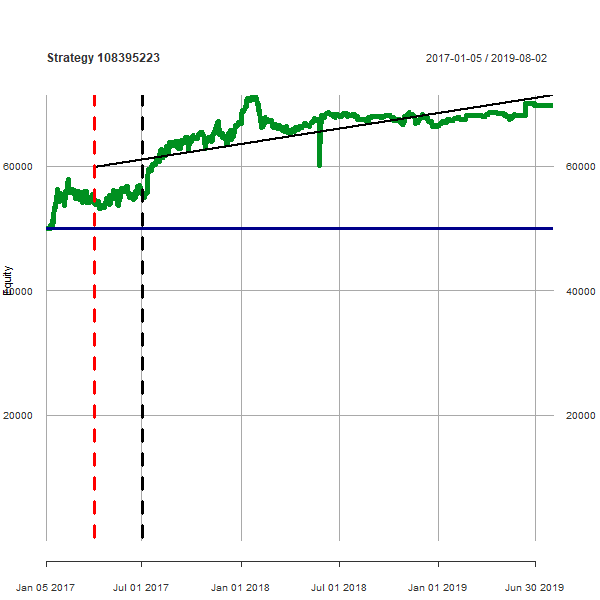 Strategy 108395223
2017-01-05 / 2019-08-02
60000
60000
Equity
40000
40000
20000
20000
Jan 05 2017
Jul 01 2017
Jan 01 2018
Jul 01 2018
Jan 01 2019
Jun 30 2019